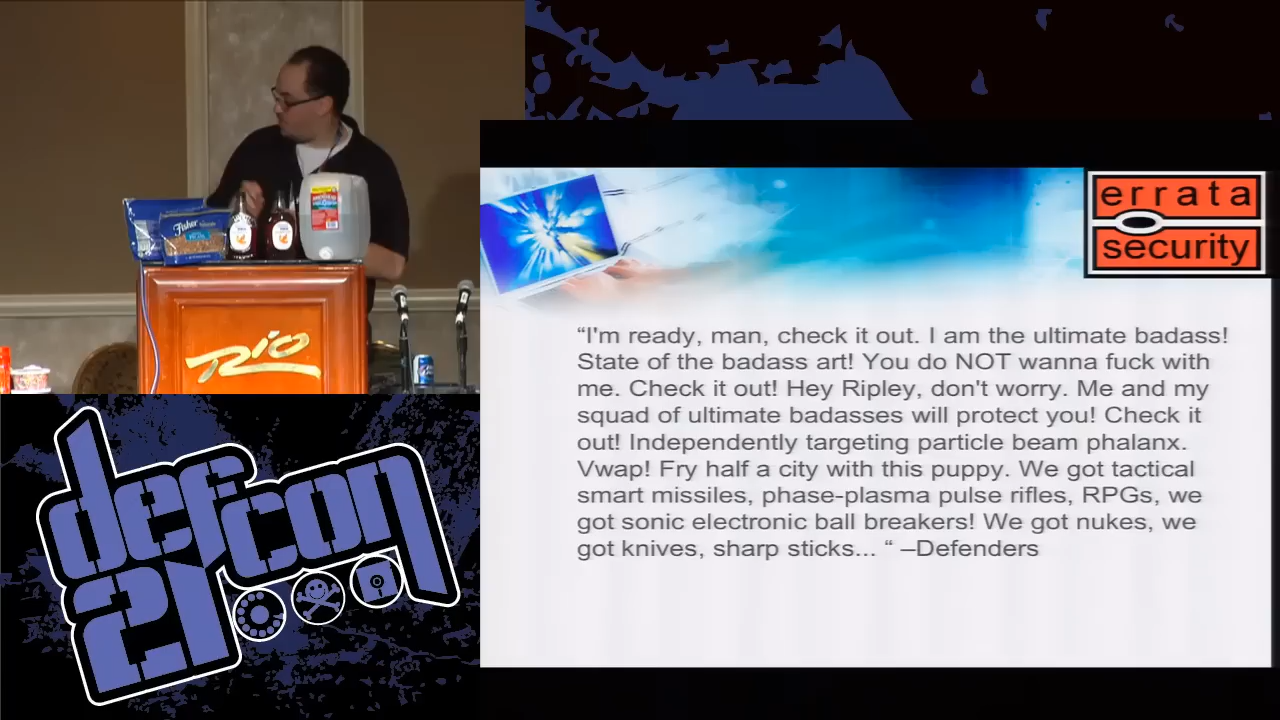 Fisher
Rio
defcon
21
errata
security
“I'm ready, man, check it out. I am the ultimate badass!
State of the badass art! You do NOT wanna fuck with
me. Check it out! Hey Ripley, don't worry. Me and my
squad of ultimate badasses will protect you! Check it
out! Independently targeting particle beam phalanx.
Vwap! Fry half a city with this puppy. We got tactical
smart missiles, phase-plasma pulse rifles, RPGs, we
got sonic electronic ball breakers! We got nukes, we
got knives, sharp sticks... “ –Defenders